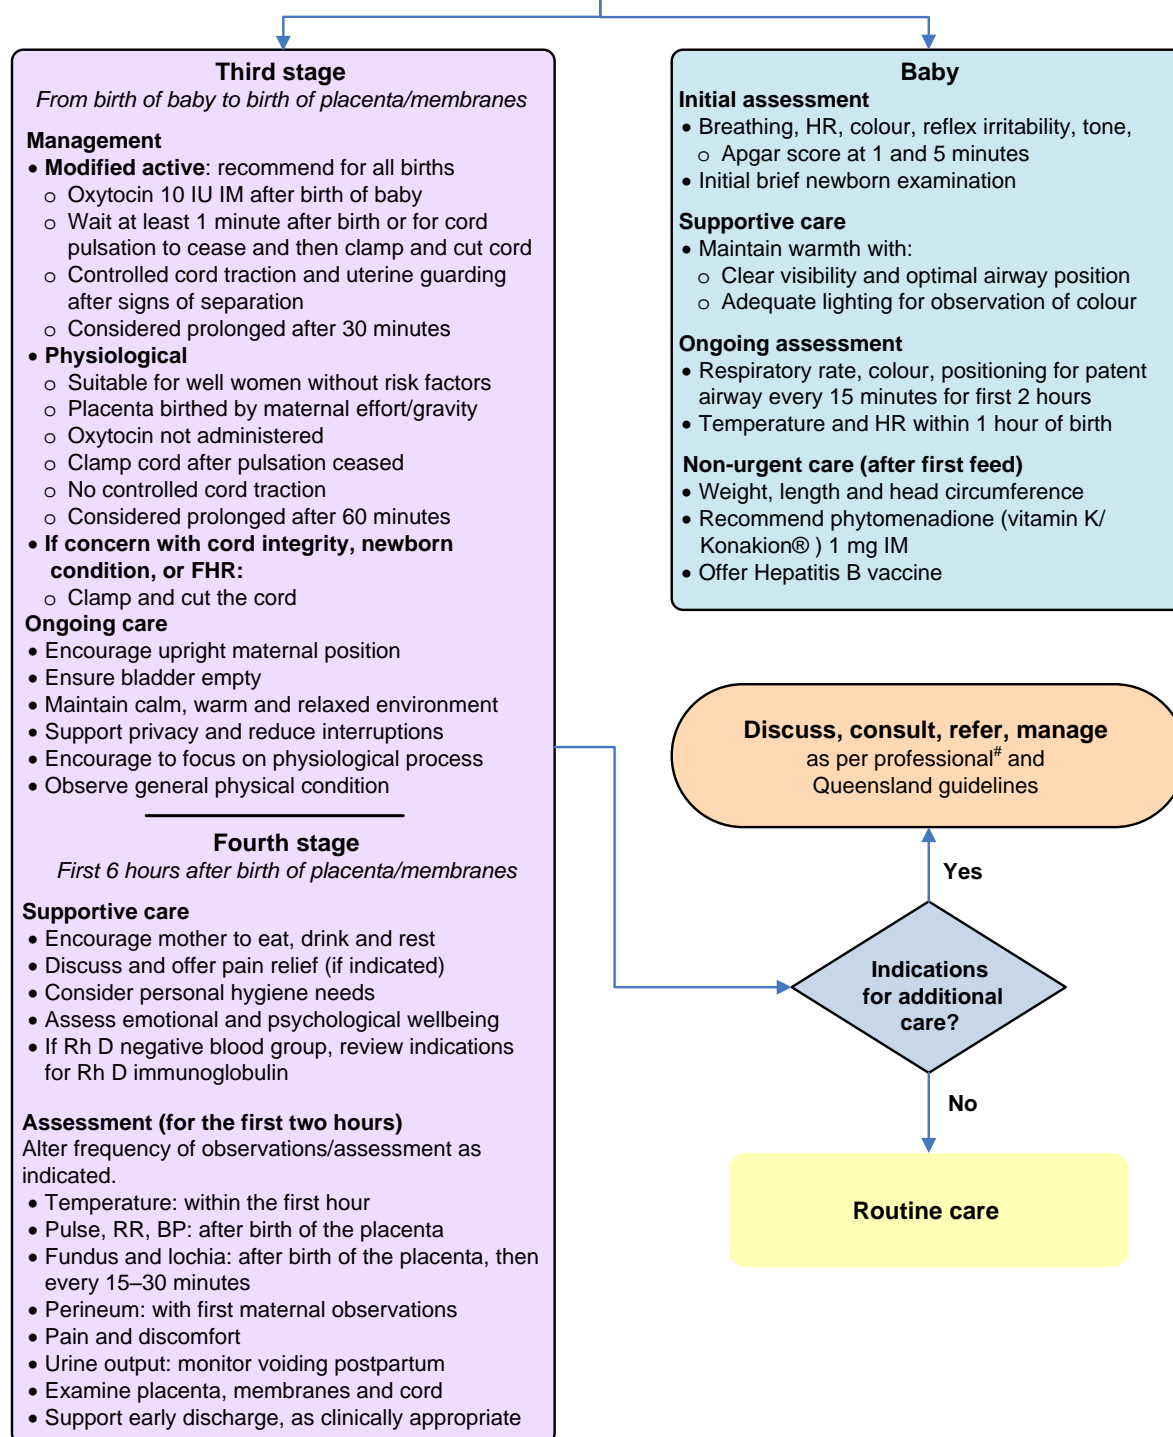 Third stage
From birth of baby to birth of placenta/membranes
Management
• Modified active: recommend for all births
o Oxytocin 10 IU IM after birth of baby
o Wait at least 1 minute after birth or for cord
pulsation to cease and then clamp and cut cord
o Controlled cord traction and uterine guarding
after signs of separation
o Considered prolonged after 30 minutes
• Physiological
o Suitable for well women without risk factors
o Placenta birthed by maternal effort/gravity
o Oxytocin not administered
o Clamp cord after pulsation ceased
o No controlled cord traction
o Considered prolonged after 60 minutes
• If concern with cord integrity, newborn
condition, or FHR:
o Clamp and cut the cord
Ongoing care
• Encourage upright maternal position
• Ensure bladder empty
• Maintain calm, warm and relaxed environment
• Support privacy and reduce interruptions
• Encourage to focus on physiological process
• Observe general physical condition
Fourth stage
First 6 hours after birth of placenta/membranes
Supportive care
• Encourage mother to eat, drink and rest
• Discuss and offer pain relief (if indicated)
• Consider personal hygiene needs
• Assess emotional and psychological wellbeing
• If Rh D negative blood group, review indications
for Rh D immunoglobulin
Assessment (for the first two hours)
Alter frequency of observations/assessment as
indicated.
• Temperature: within the first hour
• Pulse, RR, BP: after birth of the placenta
• Fundus and lochia: after birth of the placenta, then
every 15–30 minutes
• Perineum: with first maternal observations
• Pain and discomfort
• Urine output: monitor voiding postpartum
• Examine placenta, membranes and cord
• Support early discharge, as clinically appropriate
Baby
Initial assessment
• Breathing, HR, colour, reflex irritability, tone,
o Apgar score at 1 and 5 minutes
• Initial brief newborn examination
Supportive care
• Maintain warmth with:
o Clear visibility and optimal airway position
o Adequate lighting for observation of colour
Ongoing assessment
• Respiratory rate, colour, positioning for patent
airway every 15 minutes for first 2 hours
• Temperature and HR within 1 hour of birth
Non-urgent care (after first feed)
• Weight, length and head circumference
• Recommend phytomenadione (vitamin K/
Konakion® ) 1 mg IM
• Offer Hepatitis B vaccine
Discuss, consult, refer, manage
as per professional# and
Queensland guidelines
Yes
Indications
for additional
care?
No
Routine care